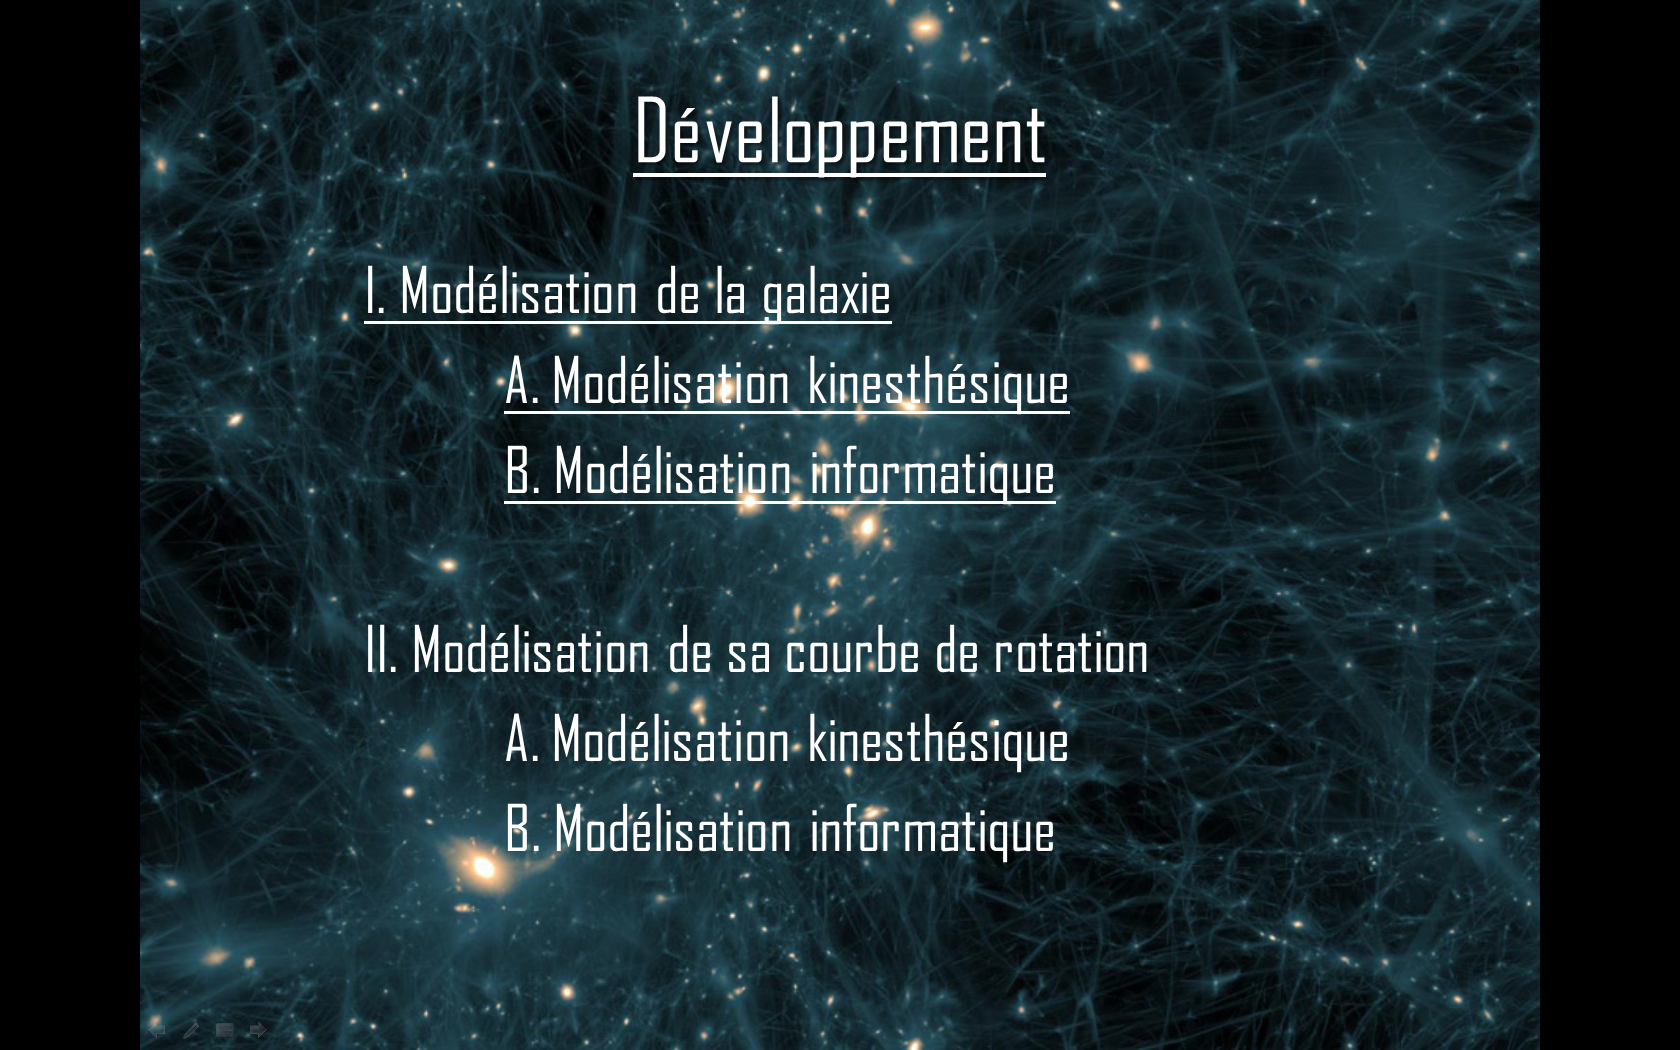 Développement
I. Modélisation de la galaxie
A. Modélisation kinesthésique
B. Modélisation informatique
II. Modélisation de sa courbe de rotation
A. Modélisation kinesthésique
B. Modélisation informatique